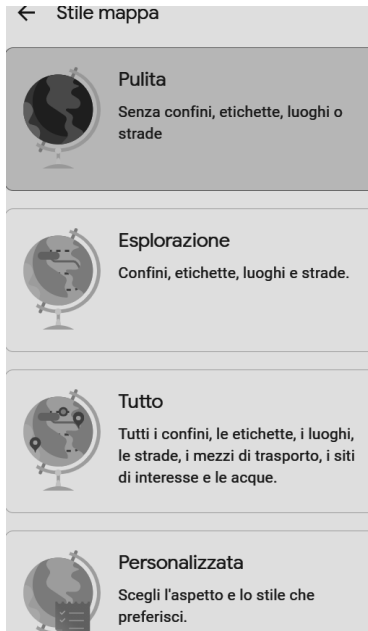 Stile mappa
Pulita
Senza confini, etichette, luoghi o
strade
Esplorazione
Confini, etichette, luoghi e strade.
Tutto
Tutti i confini, le etichette, i luoghi,
le strade, i mezzi di trasporto, i siti
di interesse e le acque.
Personalizzata
Scegli l'aspetto e lo stile che
preferisci.